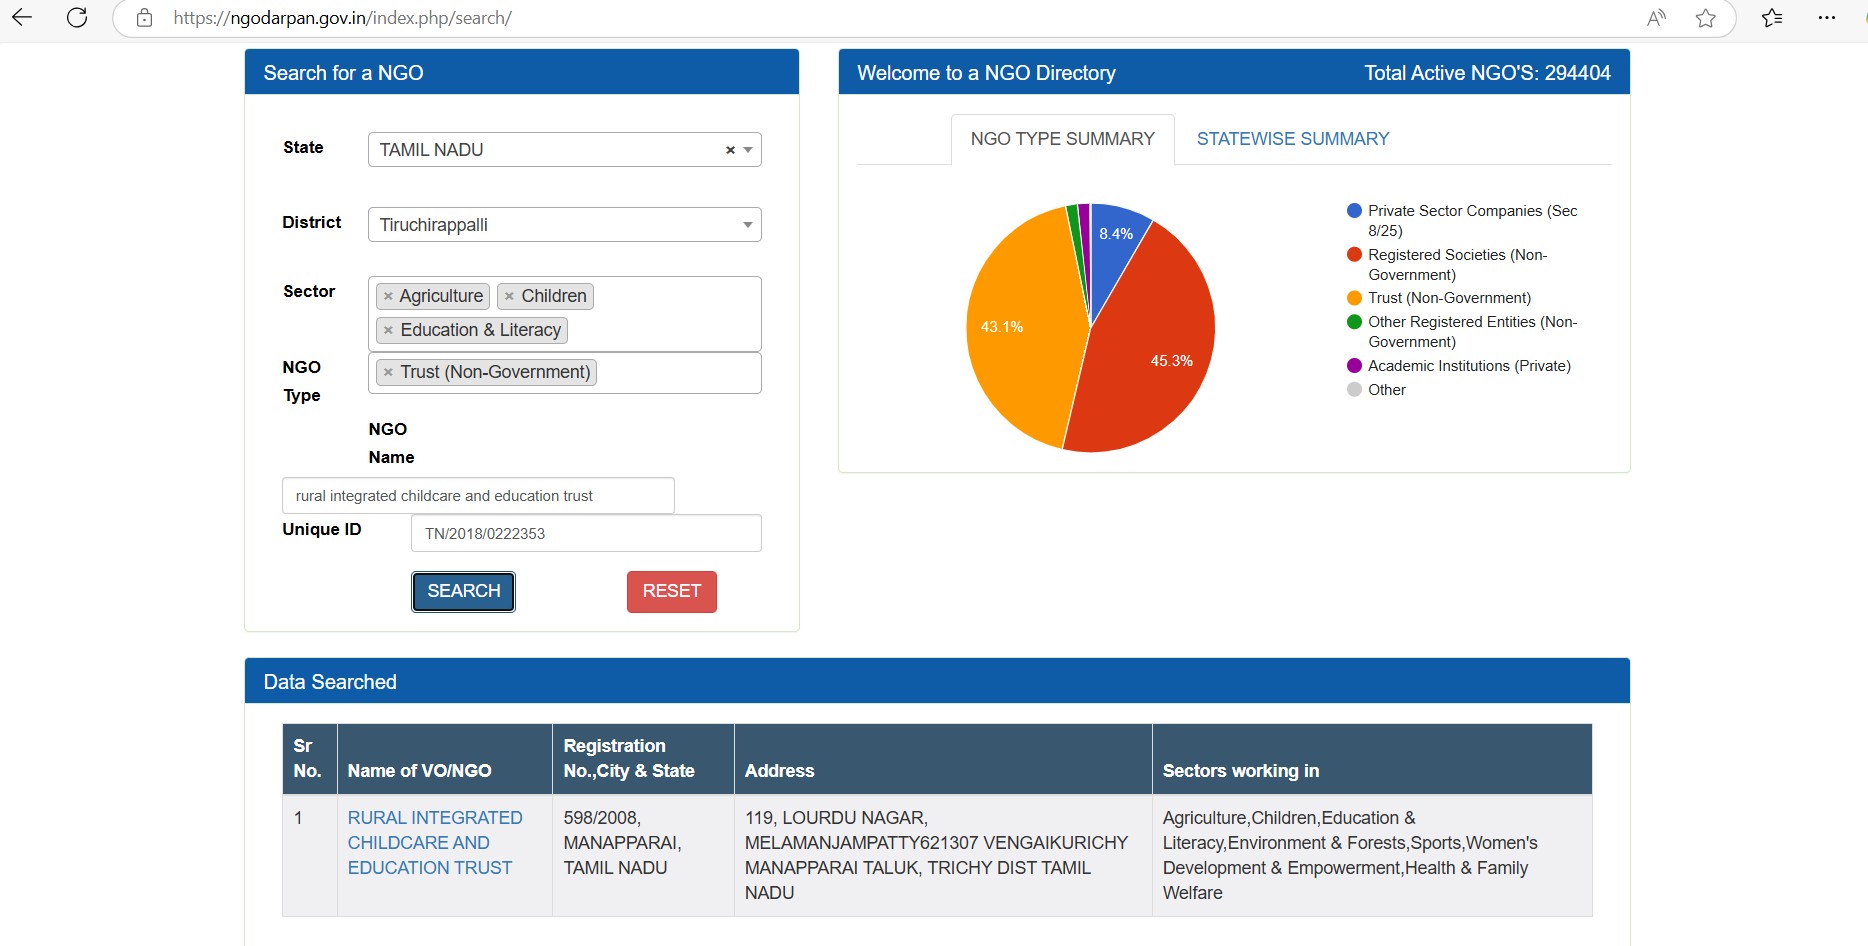 https://ngodarpan.gov.in/index.php/search/
Search for a NGO
State
TAMIL NADU
District
Tiruchirappalli
Sector
× Agriculture × Children
× Education & Literacy
NGO
Type
× Trust (Non-Government)
NGO
Name
rural integrated childcare and education trust
Unique ID
TN/2018/0222353
SEARCH
RESET
Welcome to a NGO Directory
Total Active NGO'S: 294404
NGO TYPE SUMMARY
STATEWISE SUMMARY
8.4%
43.1%
45.3%
Private Sector Companies (Sec
8/25)
Registered Societies (Non-
Government)
Trust (Non-Government)
Other Registered Entities (Non-
Government)
Academic Institutions (Private)
Other
Data Searched
Sr
No.
Name of VO/NGO
Registration
No.,City & State
Address
Sectors working in
1
RURAL INTEGRATED
CHILDCARE AND
EDUCATION TRUST
598/2008,
MANAPPARAI,
TAMIL NADU
119, LOURDU NAGAR,
MELAMANJAMPATTY621307 VENGAIKURICHY
MANAPPARAI TALUK, TRICHY DIST TAMIL
NADU
Agriculture,Children,Education &
Literacy,Environment & Forests,Sports,Women's
Development & Empowerment,Health & Family
Welfare